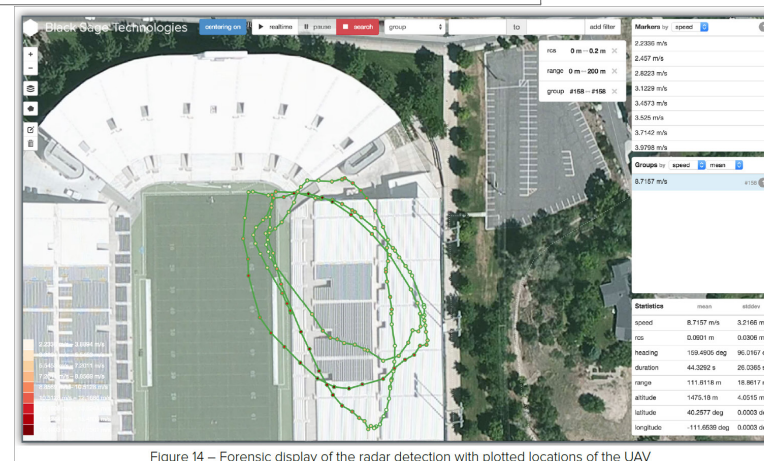 Black Sage Technologies
centering on
realtime
pause
search
group
to
add filter
rcs 0 m – 0.2 m
range 0 m – 200 m
group #158 – #158
Markers by speed
2.2336 m/s
2.457 m/s
2.8223 m/s
3.1229 m/s
3.4573 m/s
3.525 m/s
3.7142 m/s
3.9798 m/s
Groups by speed mean
8.7157 m/s #158
Statistics mean stddev
speed 8.7157 m/s 3.2168 m
rcs 0.0901 m 0.0306 m
heading 159.4905 deg 96.0167
duration 44.3292 s 26.0365 s
range 111.6118 m 18.8617
altitude 1475.18 m 4.0515 m
latitude 40.2577 deg 0.0003 d
longitude -111.6539 deg 0.0003 d
Figure 14 – Forensic display of the radar detection with plotted locations of the UAV